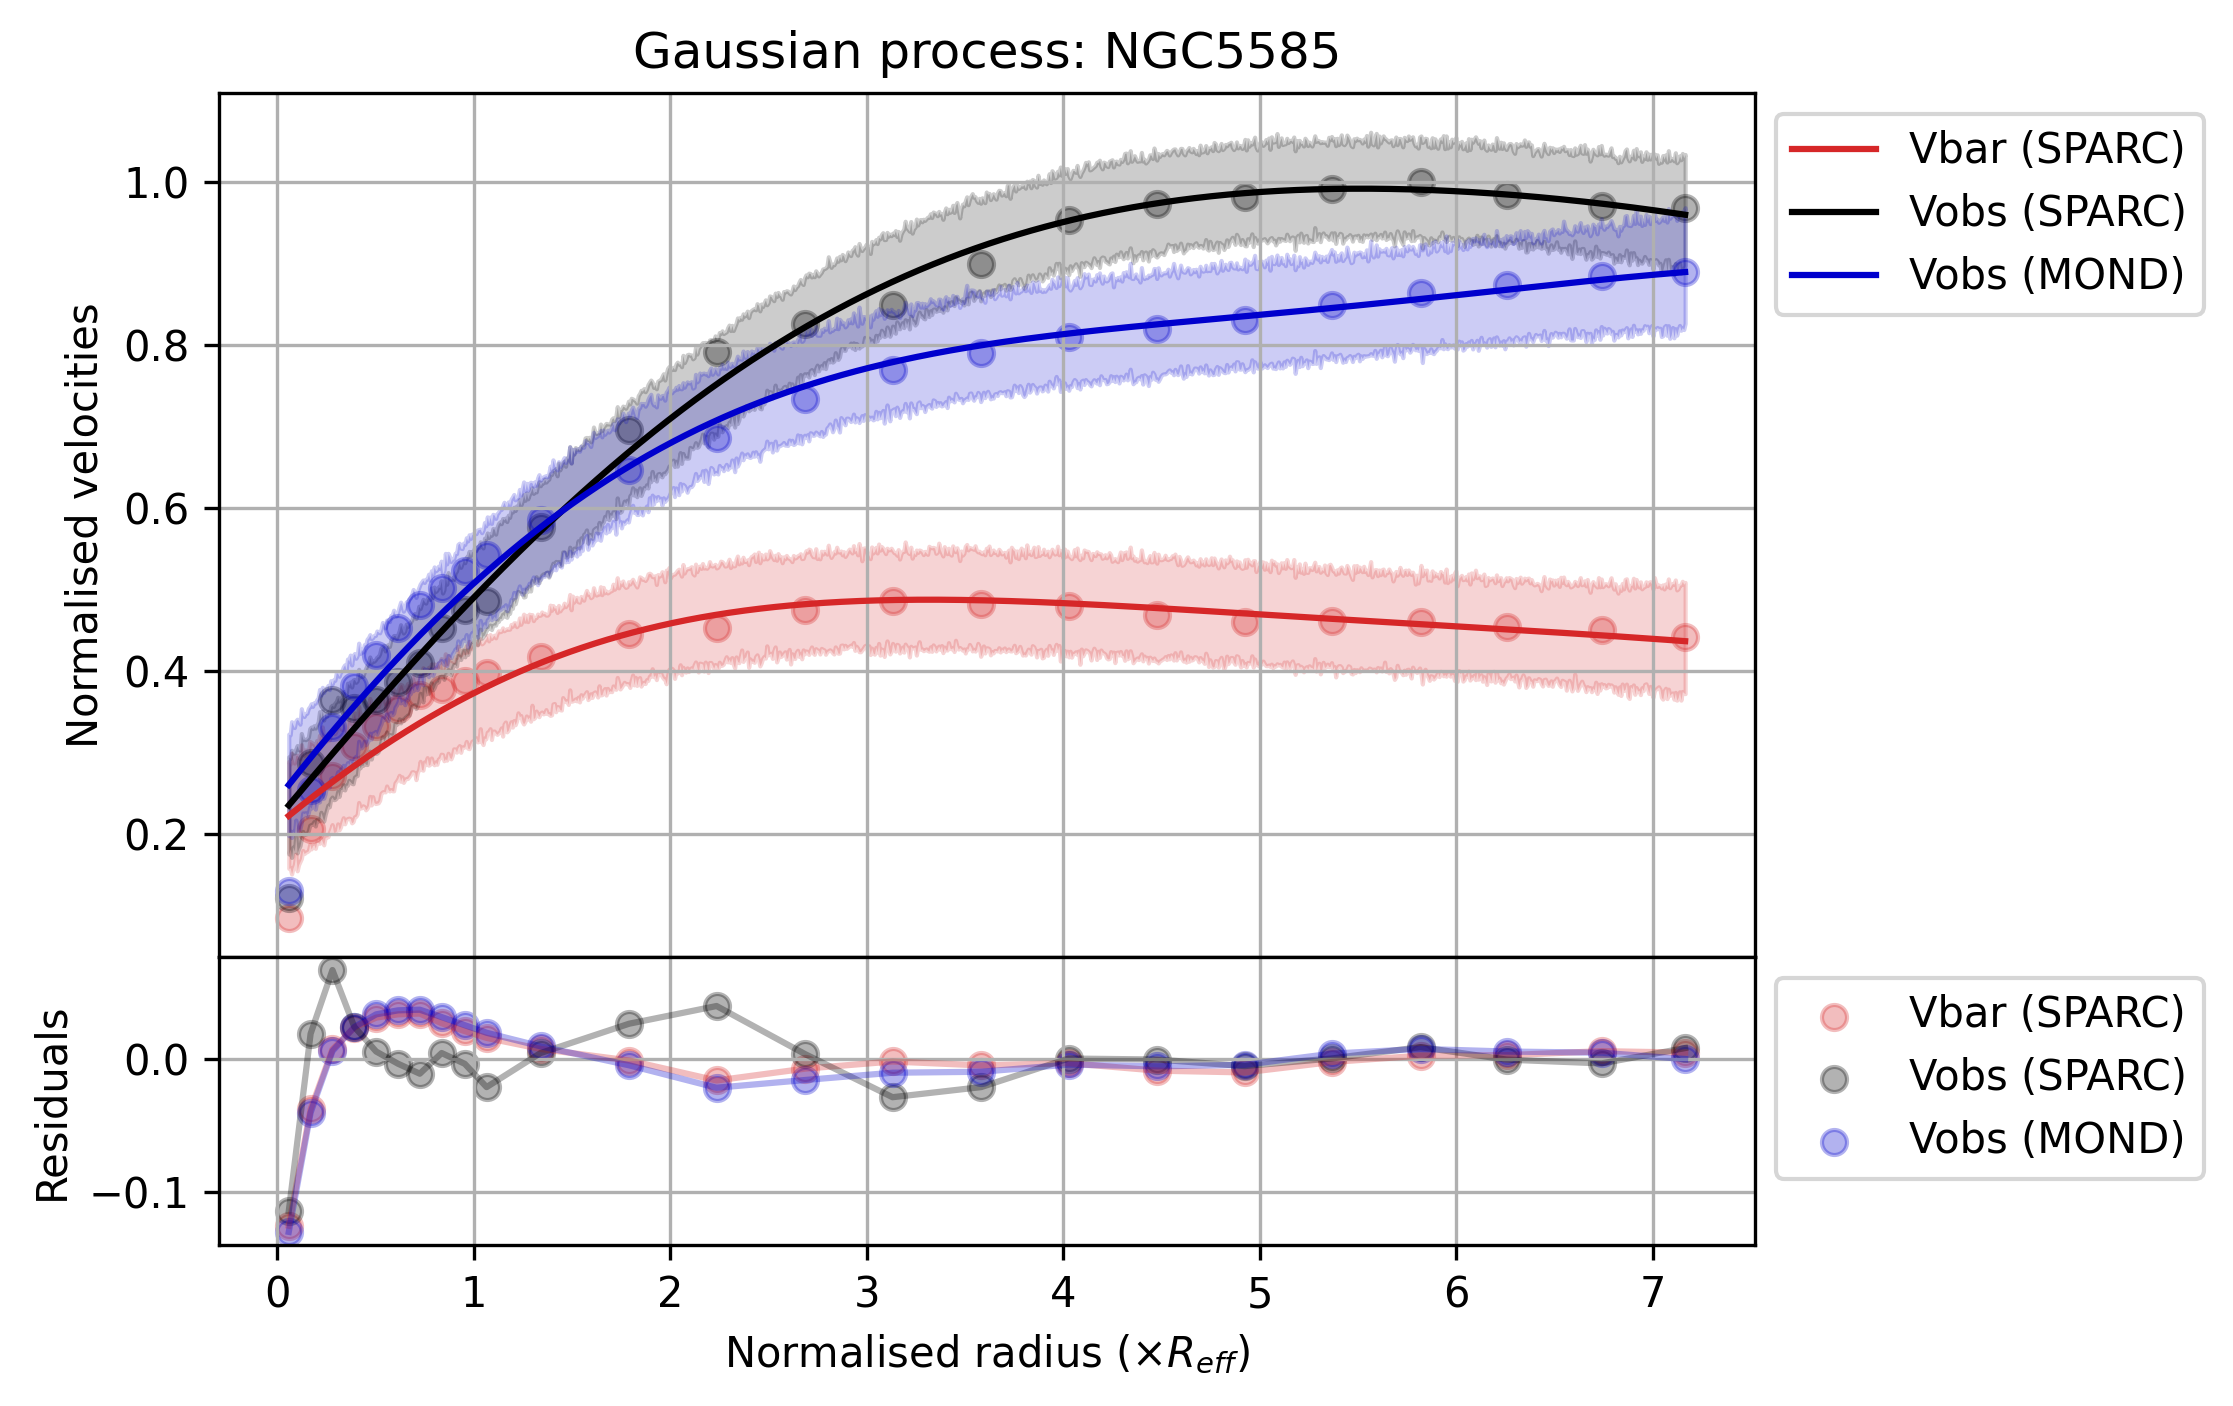 Gaussian process: NGC5585
Normalised velocities
1.0
0.8
0.6
0.4
0.2
Vbar (SPARC)
Vobs (SPARC)
Vobs (MOND)
Residuals
0.0
−0.1
Vbar (SPARC)
Vobs (SPARC)
Vobs (MOND)
0 1 2 3 4 5 6 7
Normalised radius (×R_eff)